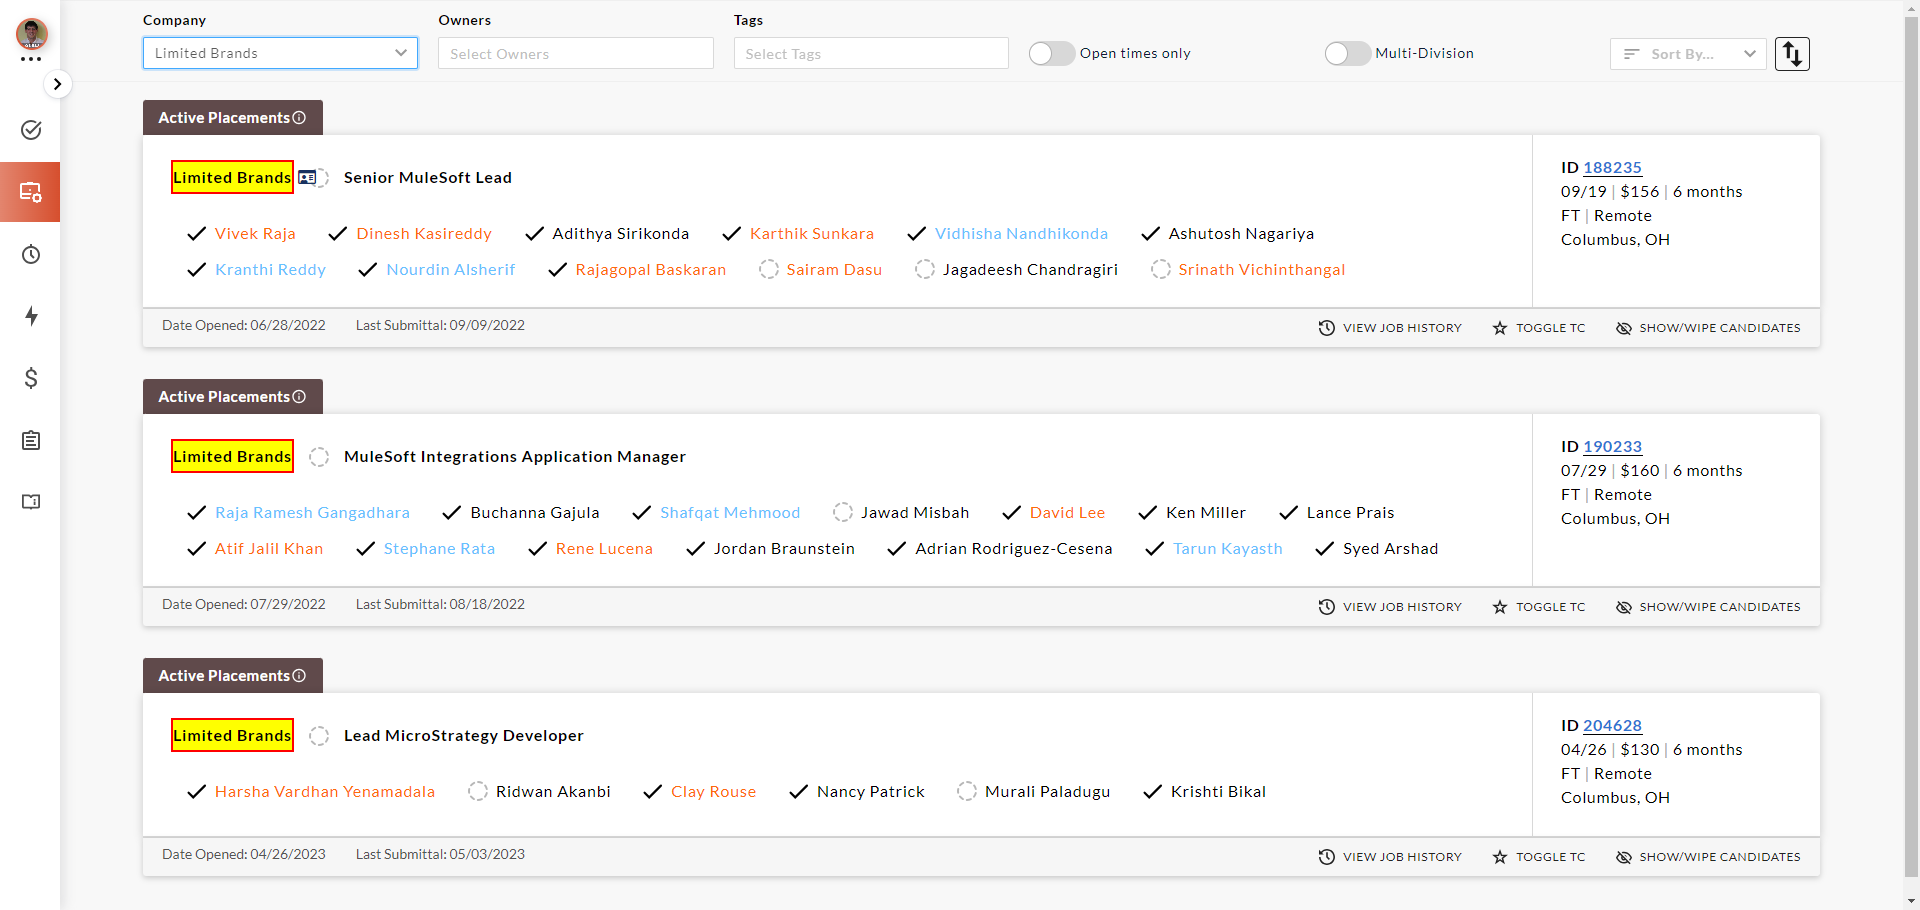 Company
Owners
Tags
Limited Brands
Select Owners
Select Tags
Open times only
Multi-Division
Sort By...
Active Placements
Limited Brands
Senior MuleSoft Lead
Vivek Raja
Dinesh Kasireddy
Adithya Sirikonda
Karthik Sunkara
Vidhisha Nandhikonda
Ashutosh Nagariya
Kranthi Reddy
Nourdin Alsherif
Rajagopal Baskaran
Sairam Dasu
Jagadeesh Chandragiri
Srinath Vichinthangal
ID 188235
09/19 | $156 | 6 months
FT | Remote
Columbus, OH
Date Opened: 06/28/2022
Last Submittal: 09/09/2022
VIEW JOB HISTORY
TOGGLE TC
SHOW/WIPE CANDIDATES
Active Placements
Limited Brands
MuleSoft Integrations Application Manager
Raja Ramesh Gangadhara
Buchanna Gajula
Shafqat Mehmood
Jawad Misbah
David Lee
Ken Miller
Lance Prais
Atif Jalil Khan
Stephane Rata
Rene Lucena
Jordan Braunstein
Adrian Rodriguez-Cesena
Tarun Kayasth
Syed Arshad
ID 190233
07/29 | $160 | 6 months
FT | Remote
Columbus, OH
Date Opened: 07/29/2022
Last Submittal: 08/18/2022
VIEW JOB HISTORY
TOGGLE TC
SHOW/WIPE CANDIDATES
Active Placements
Limited Brands
Lead MicroStrategy Developer
Harsha Vardhan Yenamadala
Ridwan Akanbi
Clay Rouse
Nancy Patrick
Murali Paladugu
Krishti Bikal
ID 204628
04/26 | $130 | 6 months
FT | Remote
Columbus, OH
Date Opened: 04/26/2023
Last Submittal: 05/03/2023
VIEW JOB HISTORY
TOGGLE TC
SHOW/WIPE CANDIDATES